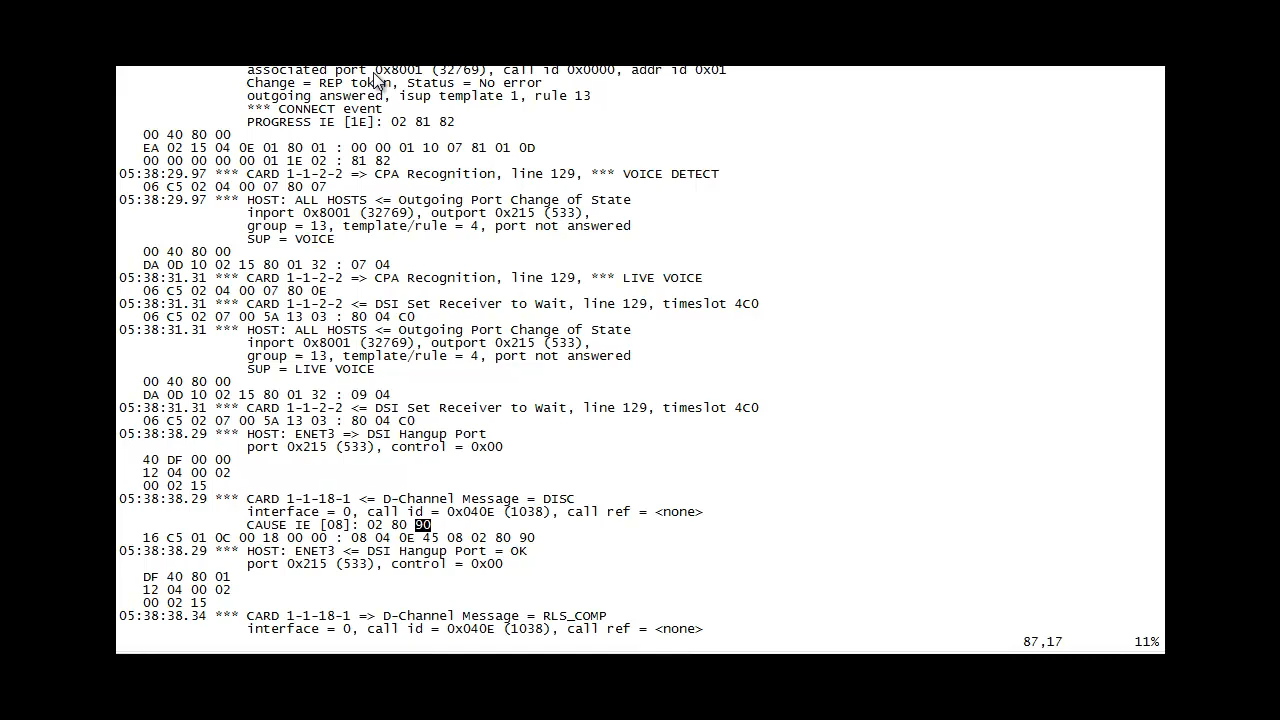 associated port 0x8001 (32769), call id 0x0000, addr id 0x01
Change = REP token, Status = No error
outgoing answered, isup template 1, rule 13
*** CONNECT event
PROGRESS IE [1E]: 02 81 82
00 40 80 00
EA 02 15 04 0E 01 80 01 : 00 00 01 10 07 81 01 0D
00 00 00 00 00 01 1E 02 : 81 82
05:38:29.97 *** CARD 1-1-2-2 => CPA Recognition, line 129, *** VOICE DETECT
06 C5 02 04 00 07 80 07
05:38:29.97 *** HOST: ALL HOSTS <= Outgoing Port Change of State
inport 0x8001 (32769), outport 0x215 (533),
group = 13, template/rule = 4, port not answered
SUP = VOICE
00 40 80 00
DA 0D 10 02 15 80 01 32 : 07 04
05:38:31.31 *** CARD 1-1-2-2 => CPA Recognition, line 129, *** LIVE VOICE
06 C5 02 04 00 07 80 0E
05:38:31.31 *** CARD 1-1-2-2 <= DSI Set Receiver to Wait, line 129, timeslot 4C0
06 C5 02 07 00 5A 13 03 : 80 04 C0
05:38:31.31 *** HOST: ALL HOSTS <= Outgoing Port Change of State
inport 0x8001 (32769), outport 0x215 (533),
group = 13, template/rule = 4, port not answered
SUP = LIVE VOICE
00 40 80 00
DA 0D 10 02 15 80 01 32 : 09 04
05:38:31.31 *** CARD 1-1-2-2 <= DSI Set Receiver to Wait, line 129, timeslot 4C0
06 C5 02 07 00 5A 13 03 : 80 04 C0
05:38:38.29 *** HOST: ENET3 => DSI Hangup Port
port 0x215 (533), control = 0x00
40 DF 00 00
12 04 00 02
00 02 15
05:38:38.29 *** CARD 1-1-18-1 <= D-Channel Message = DISC
interface = 0, call id = 0x040E (1038), call ref = <none>
CAUSE IE [08]: 02 80 90
16 C5 01 0C 00 18 00 00 : 08 04 0E 45 08 02 80 90
05:38:38.29 *** HOST: ENET3 <= DSI Hangup Port = OK
port 0x215 (533), control = 0x00
DF 40 80 01
12 04 00 02
00 02 15
05:38:38.34 *** CARD 1-1-18-1 => D-Channel Message = RLS_COMP
interface = 0, call id = 0x040E (1038), call ref = <none>
87,17 11%